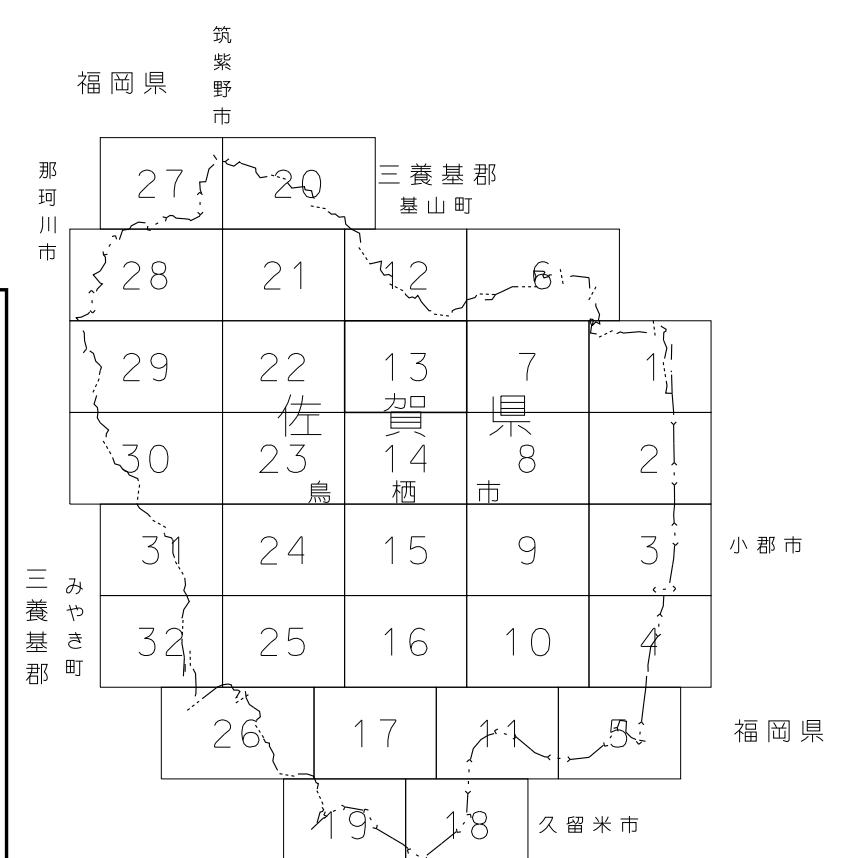 筑紫野市
福岡県
那珂川市
三養基郡
基山町
27 20
28 21 12 6
29 22 13 7 1
佐賀県
30 23 14 8 2
鳥栖市
31 24 15 9 3
小郡市
三養基郡
みやき町
32 25 16 10 4
26 17 11 5
福岡県
19 18
久留米市